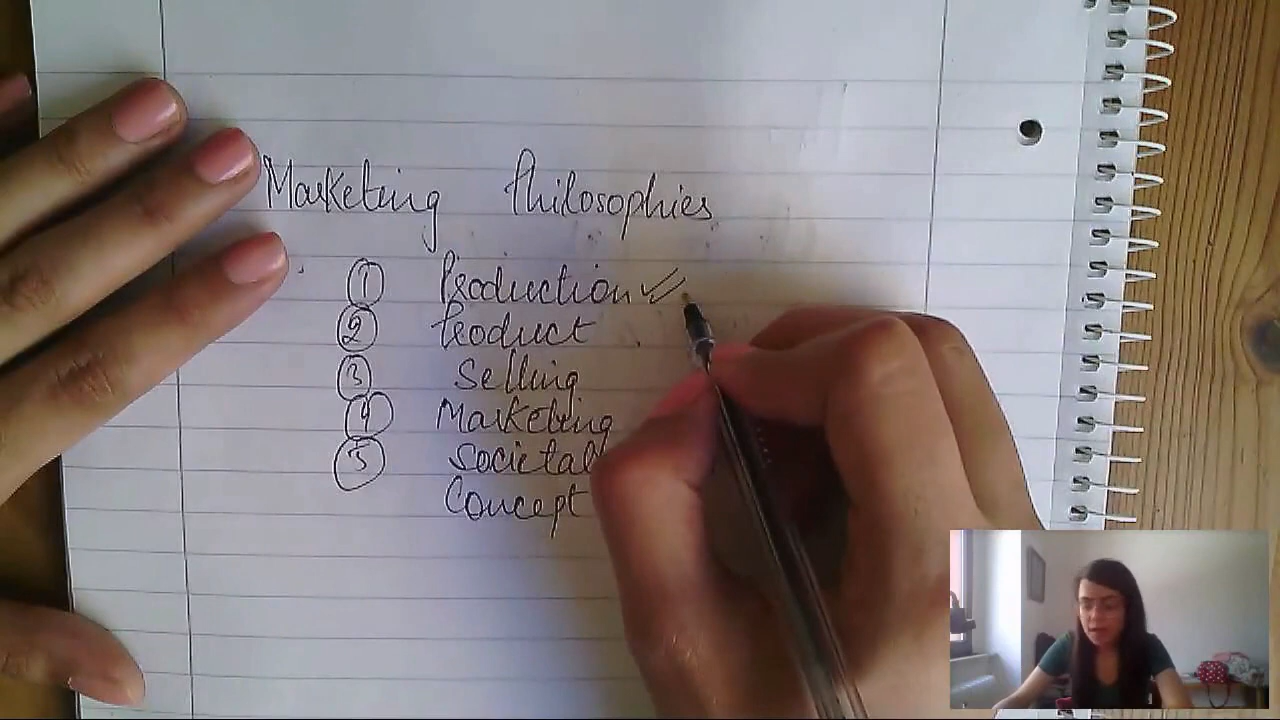 Marketing Philosophies
1 Production
2 Product
3 Selling
4 Marketing
5 Societal
Concept